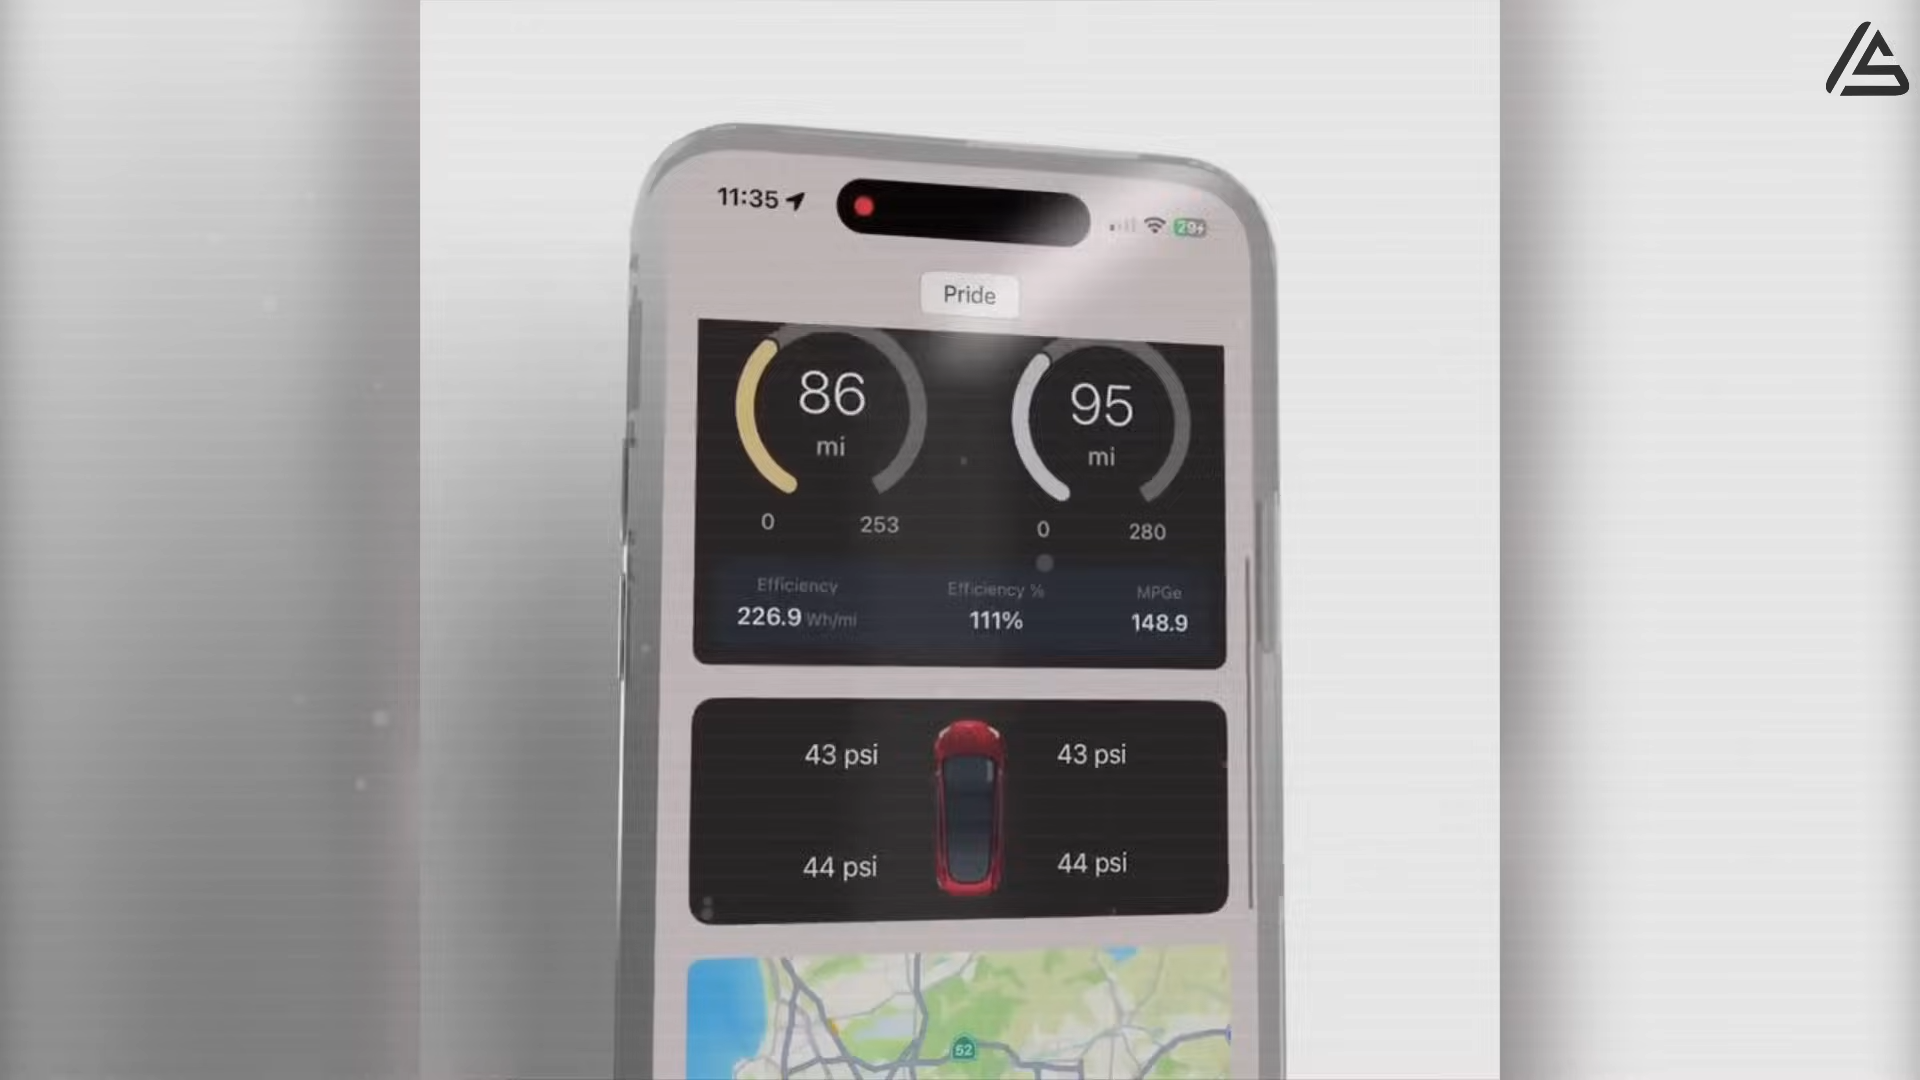 11:35
29
Pride
86
mi
95
mi
0
253
0
280
Efficiency
226.9 Wh/mi
Efficiency %
111%
MPGe
148.9
43 psi
43 psi
44 psi
44 psi
52